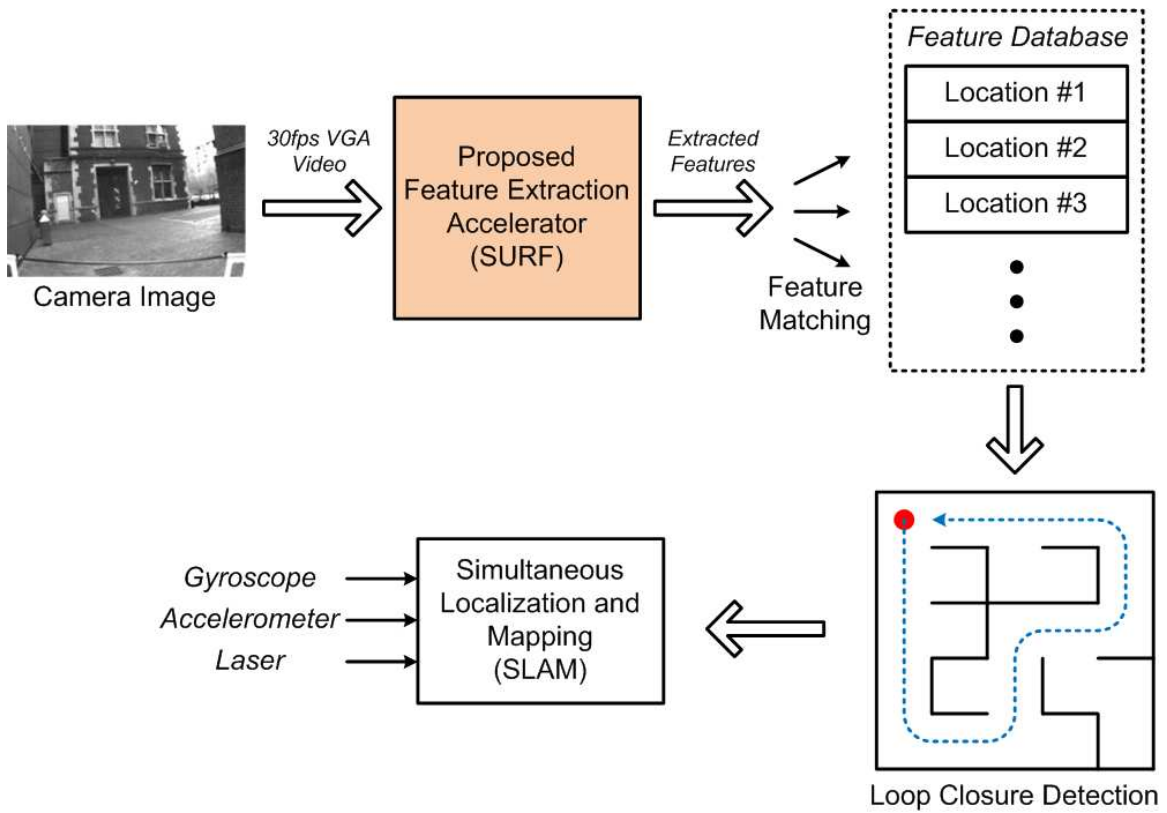 Feature Database
Location #1
Location #2
Location #3
30fps VGA
Video
Proposed
Feature Extraction
Accelerator
(SURF)
Extracted
Features
Camera Image
Feature
Matching
Gyroscope
Accelerometer
Laser
Simultaneous
Localization and
Mapping
(SLAM)
Loop Closure Detection